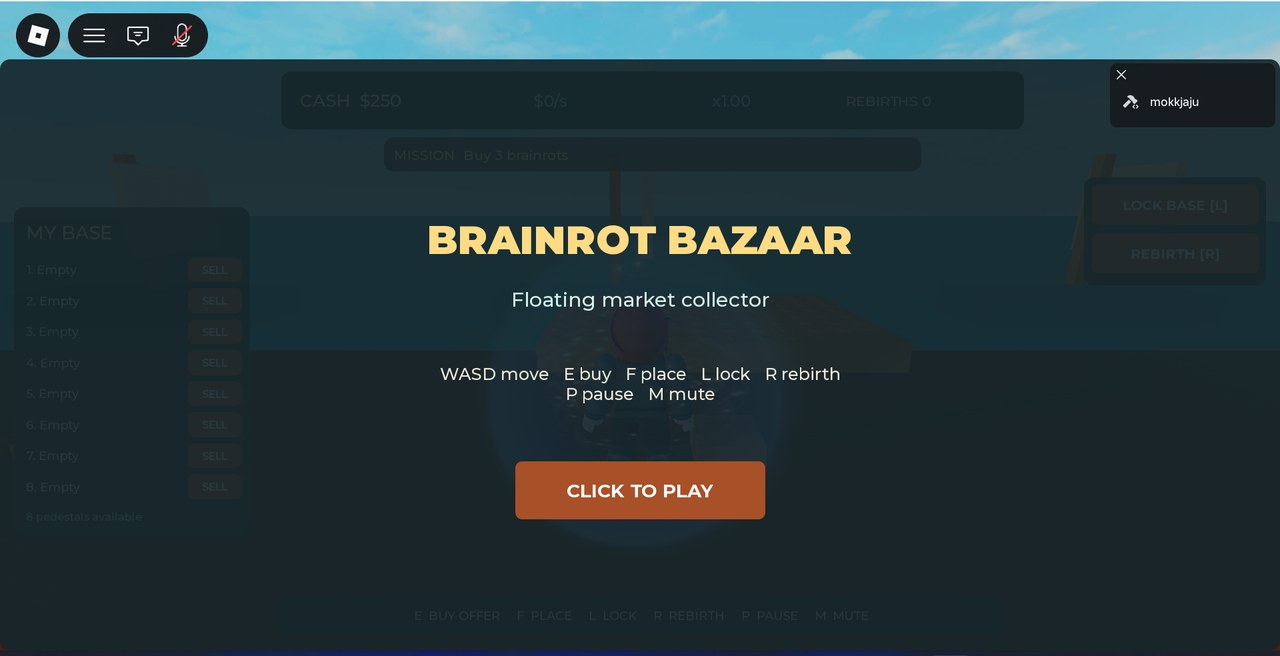 CASH $250 $0/s x1.00 REBIRTHS 0
mokkjaju
MISSION Buy 3 brainrots
MY BASE
1. Empty SELL
2. Empty SELL
3. Empty SELL
4. Empty SELL
5. Empty SELL
6. Empty SELL
7. Empty SELL
8. Empty SELL
8 pedestals available
LOCK BASE [L]
REBIRTH [R]
BRAINROT BAZAAR
Floating market collector
WASD move E buy F place L lock R rebirth
P pause M mute
CLICK TO PLAY
E BUY OFFER F PLACE L LOCK R REBIRTH P PAUSE M MUTE